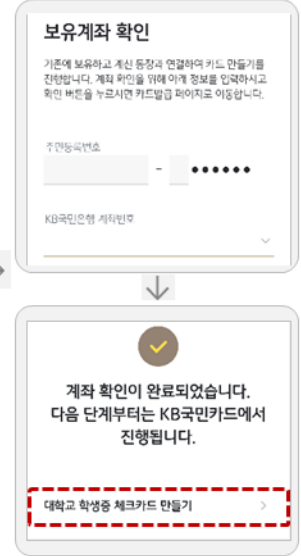 보유계좌 확인
기존에 보유하고 계신 통장과 연결하여 카드 만들기를
진행합니다. 계좌 확인을 위해 아래 정보를 입력하시고
확인 버튼을 누르시면 카드발급 페이지로 이동합니다.
주민등록번호
- ●●●●●●
KB국민은행 계좌번호
계좌 확인이 완료되었습니다.
다음 단계부터는 KB국민카드에서
진행됩니다.
대학교 학생증 체크카드 만들기